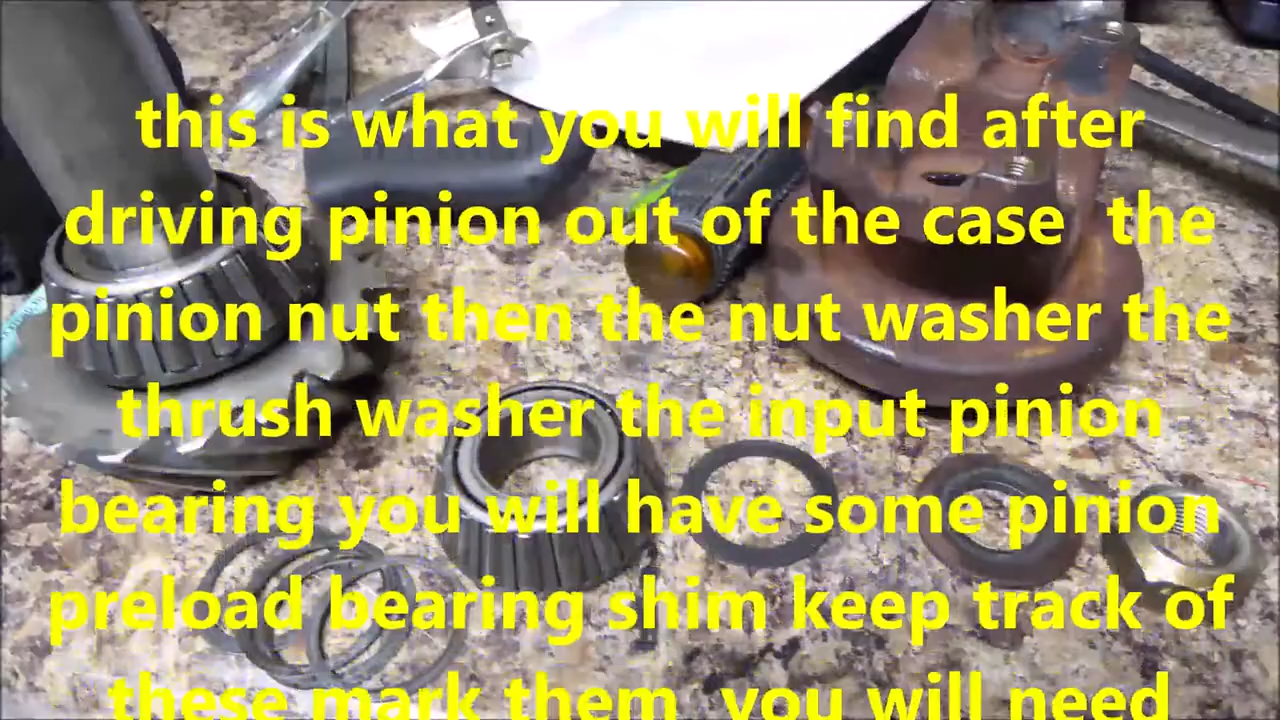 this is what you will find after
driving pinion out of the case  the
pinion nut then the nut washer the
thrush washer the input pinion
bearing you will have some pinion
preload bearing shim keep track of
these mark them  you will need